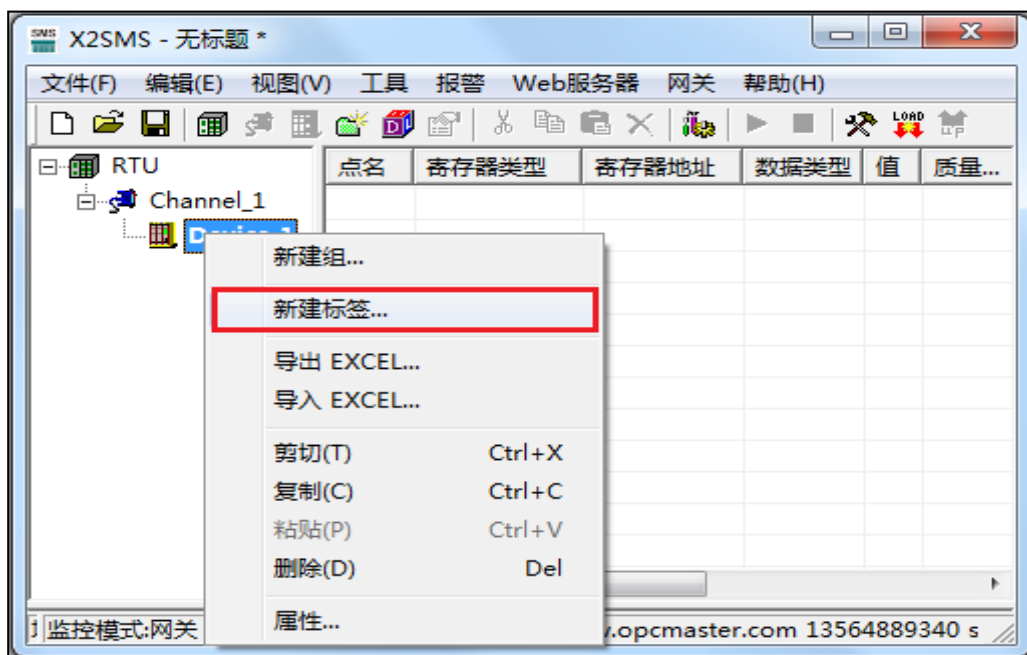 SMS X2SMS - 无标题 *
文件(F) 编辑(E) 视图(V) 工具 报警 Web服务器 网关 帮助(H)
LOAD
RTU 点名 寄存器类型 寄存器地址 数据类型 值 质量...
Channel_1
新建组...
新建标签...
导出 EXCEL...
导入 EXCEL...
剪切(T) Ctrl+X
复制(C) Ctrl+C
粘贴(P) Ctrl+V
删除(D) Del
属性...
监控模式:网关 .opcmaster.com 13564889340 s